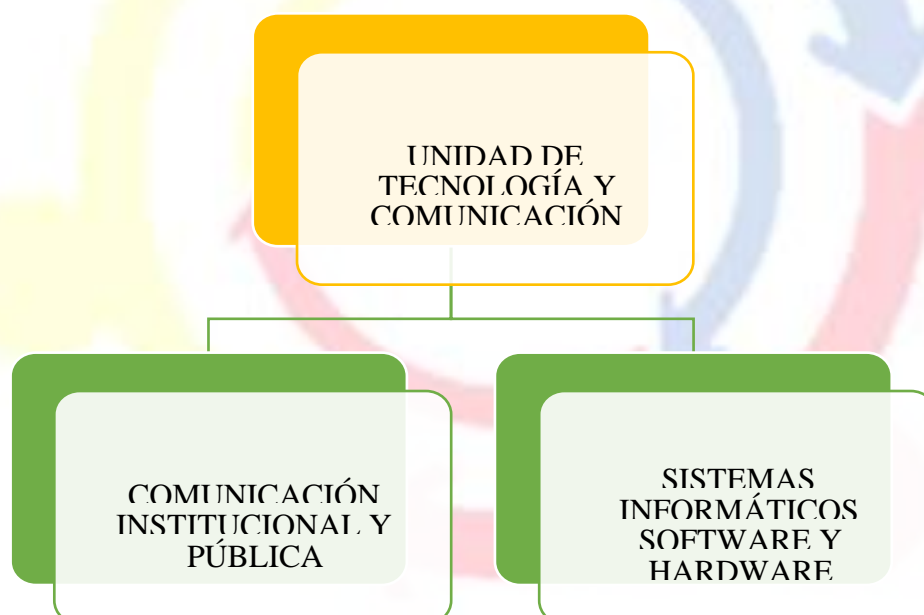 UNIDAD DE
TECNOLOGÍA Y
COMUNICACIÓN
COMUNICACIÓN
INSTITUCIONAL Y
PÚBLICA
SISTEMAS
INFORMÁTICOS
SOFTWARE Y
HARDWARE